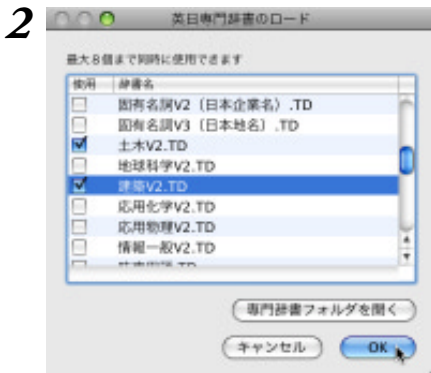 2
英日専門辞書のロード
最大8個まで同時に使用できます
使用 辞書名
固有名詞V2（日本企業名）.TD
固有名詞V3（日本地名）.TD
土木V2.TD
地球科学V2.TD
建築V2.TD
応用化学V2.TD
応用物理V2.TD
情報一般V2.TD
専門辞書フォルダを開く
キャンセル OK